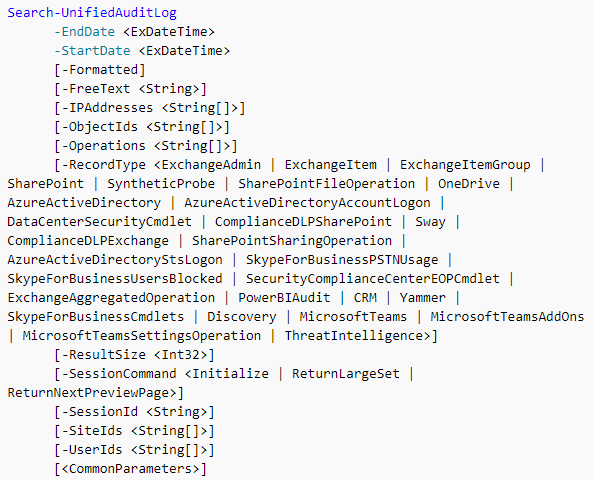 Search-UnifiedAuditLog
-EndDate <ExDateTime>
-StartDate <ExDateTime>
[-Formatted]
[-FreeText <String>]
[-IPAddresses <String[]>]
[-ObjectIds <String[]>]
[-Operations <String[]>]
[-RecordType <ExchangeAdmin | ExchangeItem | ExchangeItemGroup |
SharePoint | SyntheticProbe | SharePointFileOperation | OneDrive |
AzureActiveDirectory | AzureActiveDirectoryAccountLogon |
DataCenterSecurityCmdlet | ComplianceDLPSharePoint | Sway |
ComplianceDLPExchange | SharePointSharingOperation |
AzureActiveDirectoryStsLogon | SkypeForBusinessPSTNUsage |
SkypeForBusinessUsersBlocked | SecurityComplianceCenterEOPCmdlet |
ExchangeAggregatedOperation | PowerBIAudit | CRM | Yammer |
SkypeForBusinessCmdlets | Discovery | MicrosoftTeams | MicrosoftTeamsAddOns
| MicrosoftTeamsSettingsOperation | ThreatIntelligence>]
[-ResultSize <Int32>]
[-SessionCommand <Initialize | ReturnLargeSet |
ReturnNextPreviewPage>]
[-SessionId <String>]
[-SiteIds <String[]>]
[-UserIds <String[]>]
[<CommonParameters>]